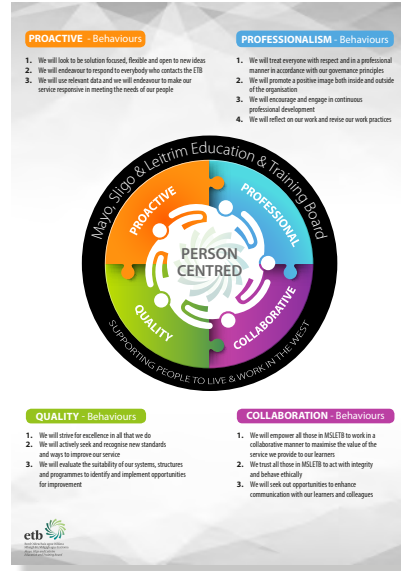 PROACTIVE - Behaviours
1. We will look to be solution focused, flexible and open to new ideas
2. We will endeavour to respond to everybody who contacts the ETB
3. We will use relevant data and we will endeavour to make our
service responsive in meeting the needs of our people
PROFESSIONALISM - Behaviours
1. We will treat everyone with respect and in a professional
manner in accordance with our governance principles
2. We will promote a positive image both inside and outside
of the organisation
3. We will encourage and engage in continuous
professional development
4. We will reflect on our work and revise our work practices
Mayo, Sligo & Leitrim Education & Training Board
PROACTIVE
PROFESSIONAL
PERSON
CENTRED
QUALITY
COLLABORATIVE
SUPPORTING PEOPLE TO LIVE & WORK IN THE WEST
QUALITY - Behaviours
1. We will strive for excellence in all that we do
2. We will actively seek and recognise new standards
and ways to improve our service
3. We will evaluate the suitability of our systems, structures
and programmes to identify and implement opportunities
for improvement
COLLABORATION - Behaviours
1. We will empower all those in MSLETB to work in a
collaborative manner to maximise the value of the
service we provide to our learners
2. We trust all those in MSLETB to act with integrity
and behave ethically
3. We will seek out opportunities to enhance
communication with our learners and colleagues
etb